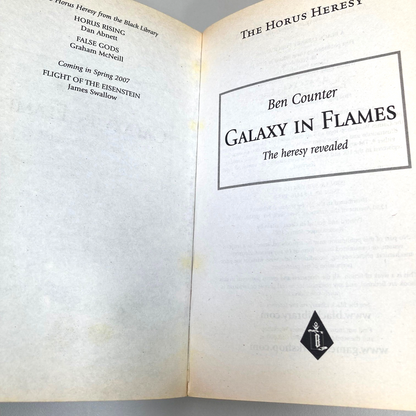 Horus Heresy from the Black Library
HORUS RISING
Dan Abnett
FALSE GODS
Graham McNeill
Coming in Spring 2007
FLIGHT OF THE EISENSTEIN
James Swallow
THE HORUS HERESY
Ben Counter
GALAXY IN FLAMES
The heresy revealed